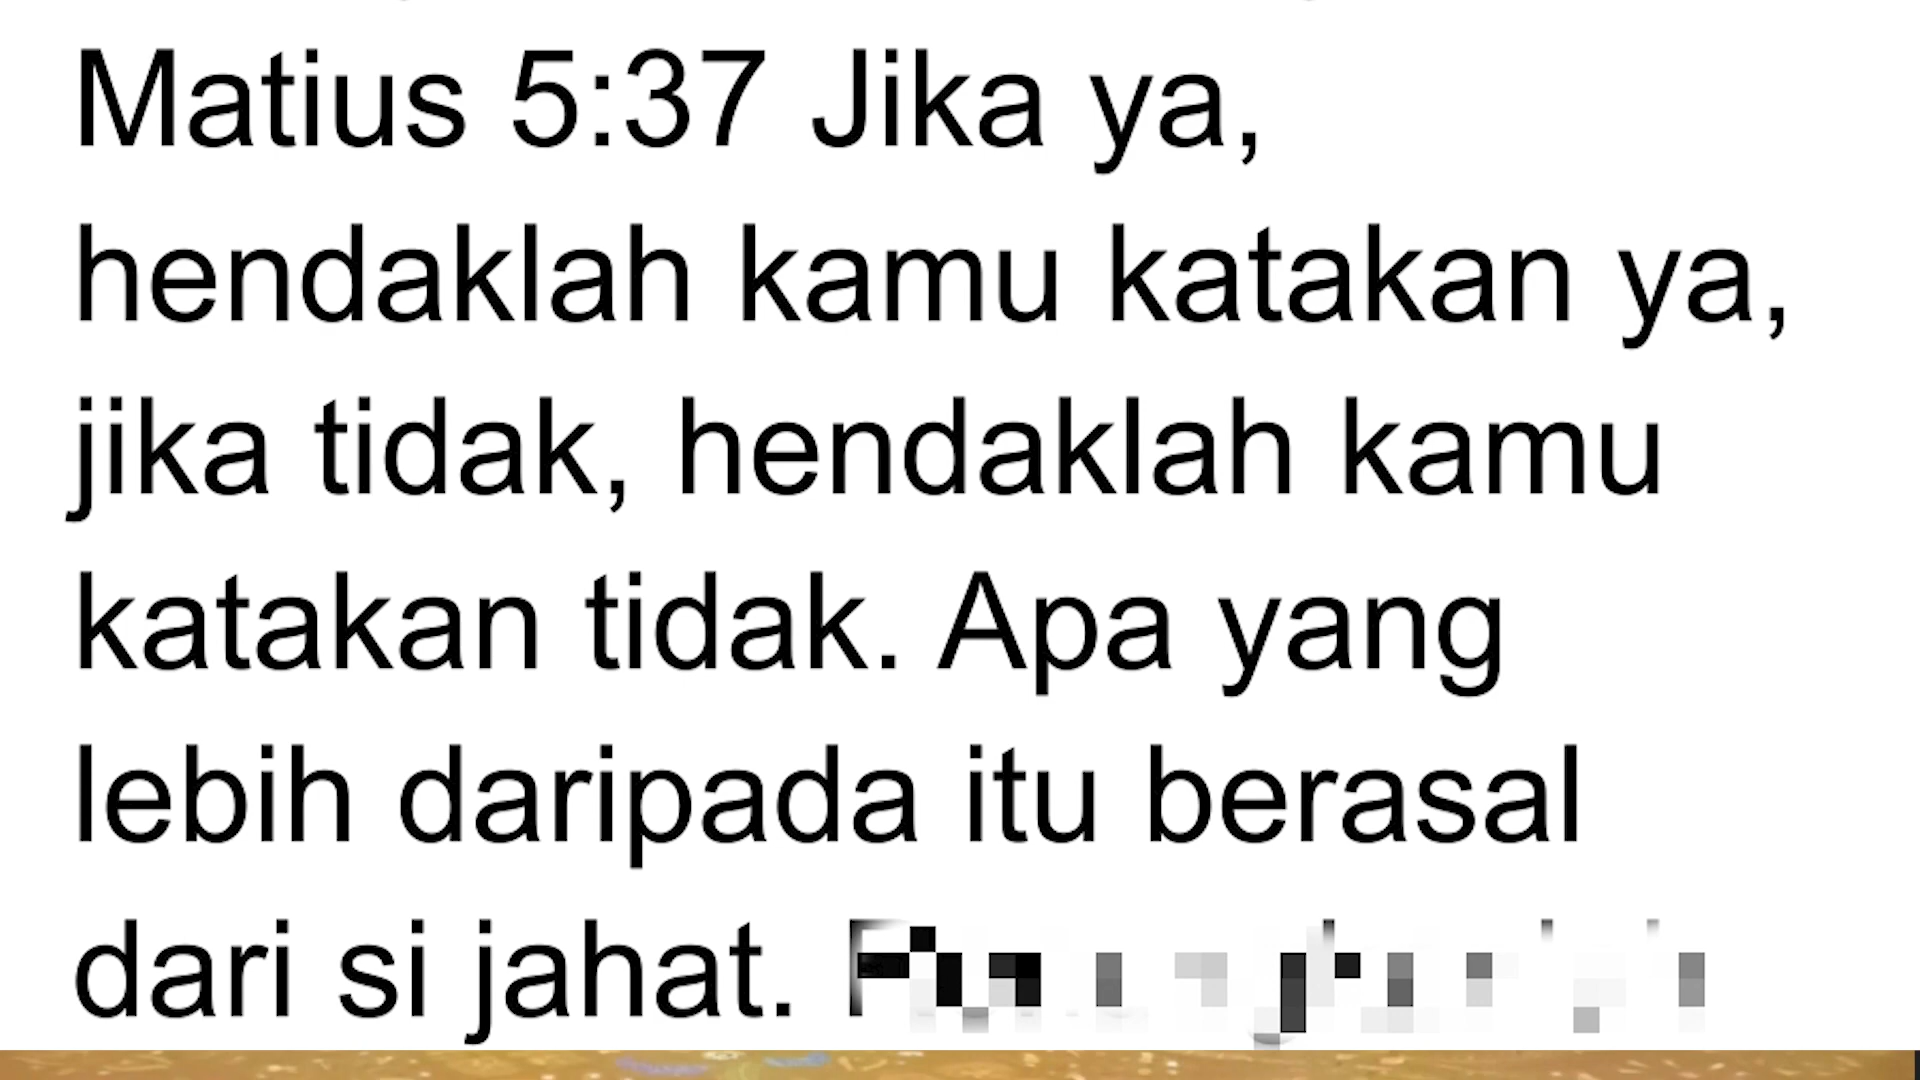 Matius 5:37 Jika ya,
hendaklah kamu katakan ya,
jika tidak, hendaklah kamu
katakan tidak. Apa yang
lebih daripada itu berasal
dari si jahat.